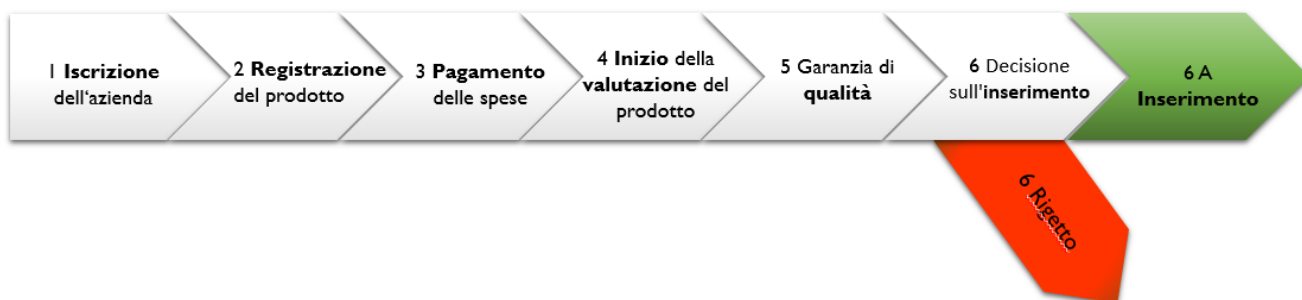 1 Iscrizione
dell'azienda
2 Registrazione
del prodotto
3 Pagamento
delle spese
4 Inizio della
valutazione del
prodotto
5 Garanzia di
qualità
6 Decisione
sull'inserimento
6 A
Inserimento
6 Rigetto